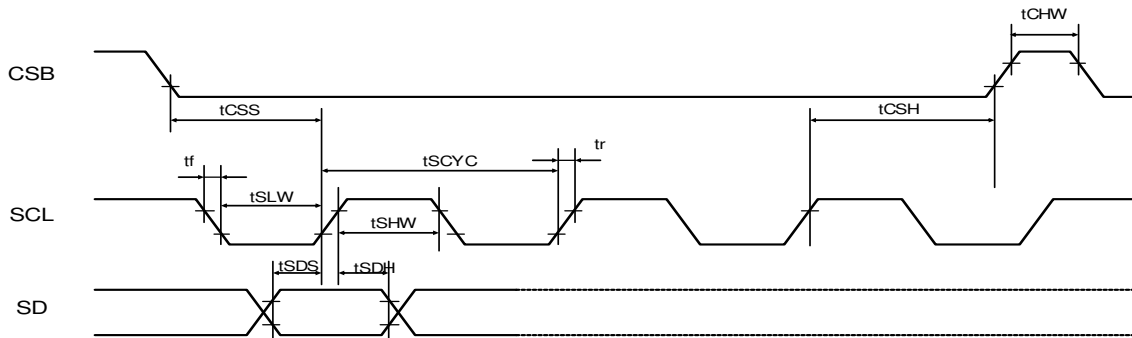 tCHW
CSB
tCSS
tCSH
tf
tSCYC
tr
tSLW
SCL
tSHW
tSDS
tSDH
SD